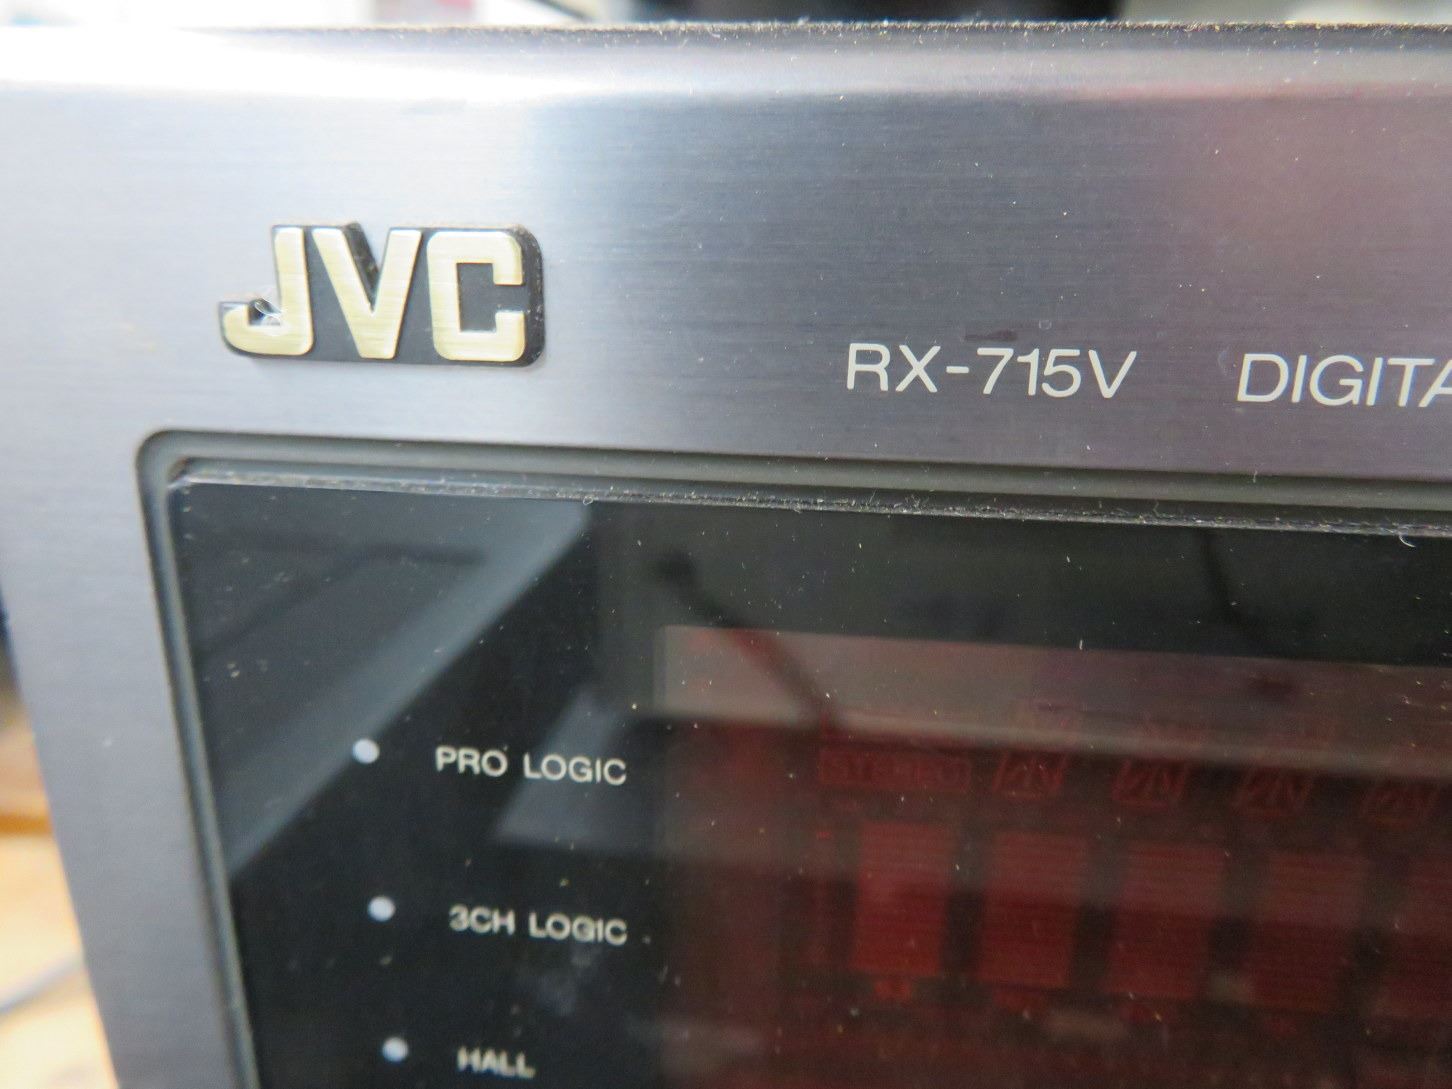 JVC
RX-715V DIGITA
PRO LOGIC
3CH LOGIC
HALL